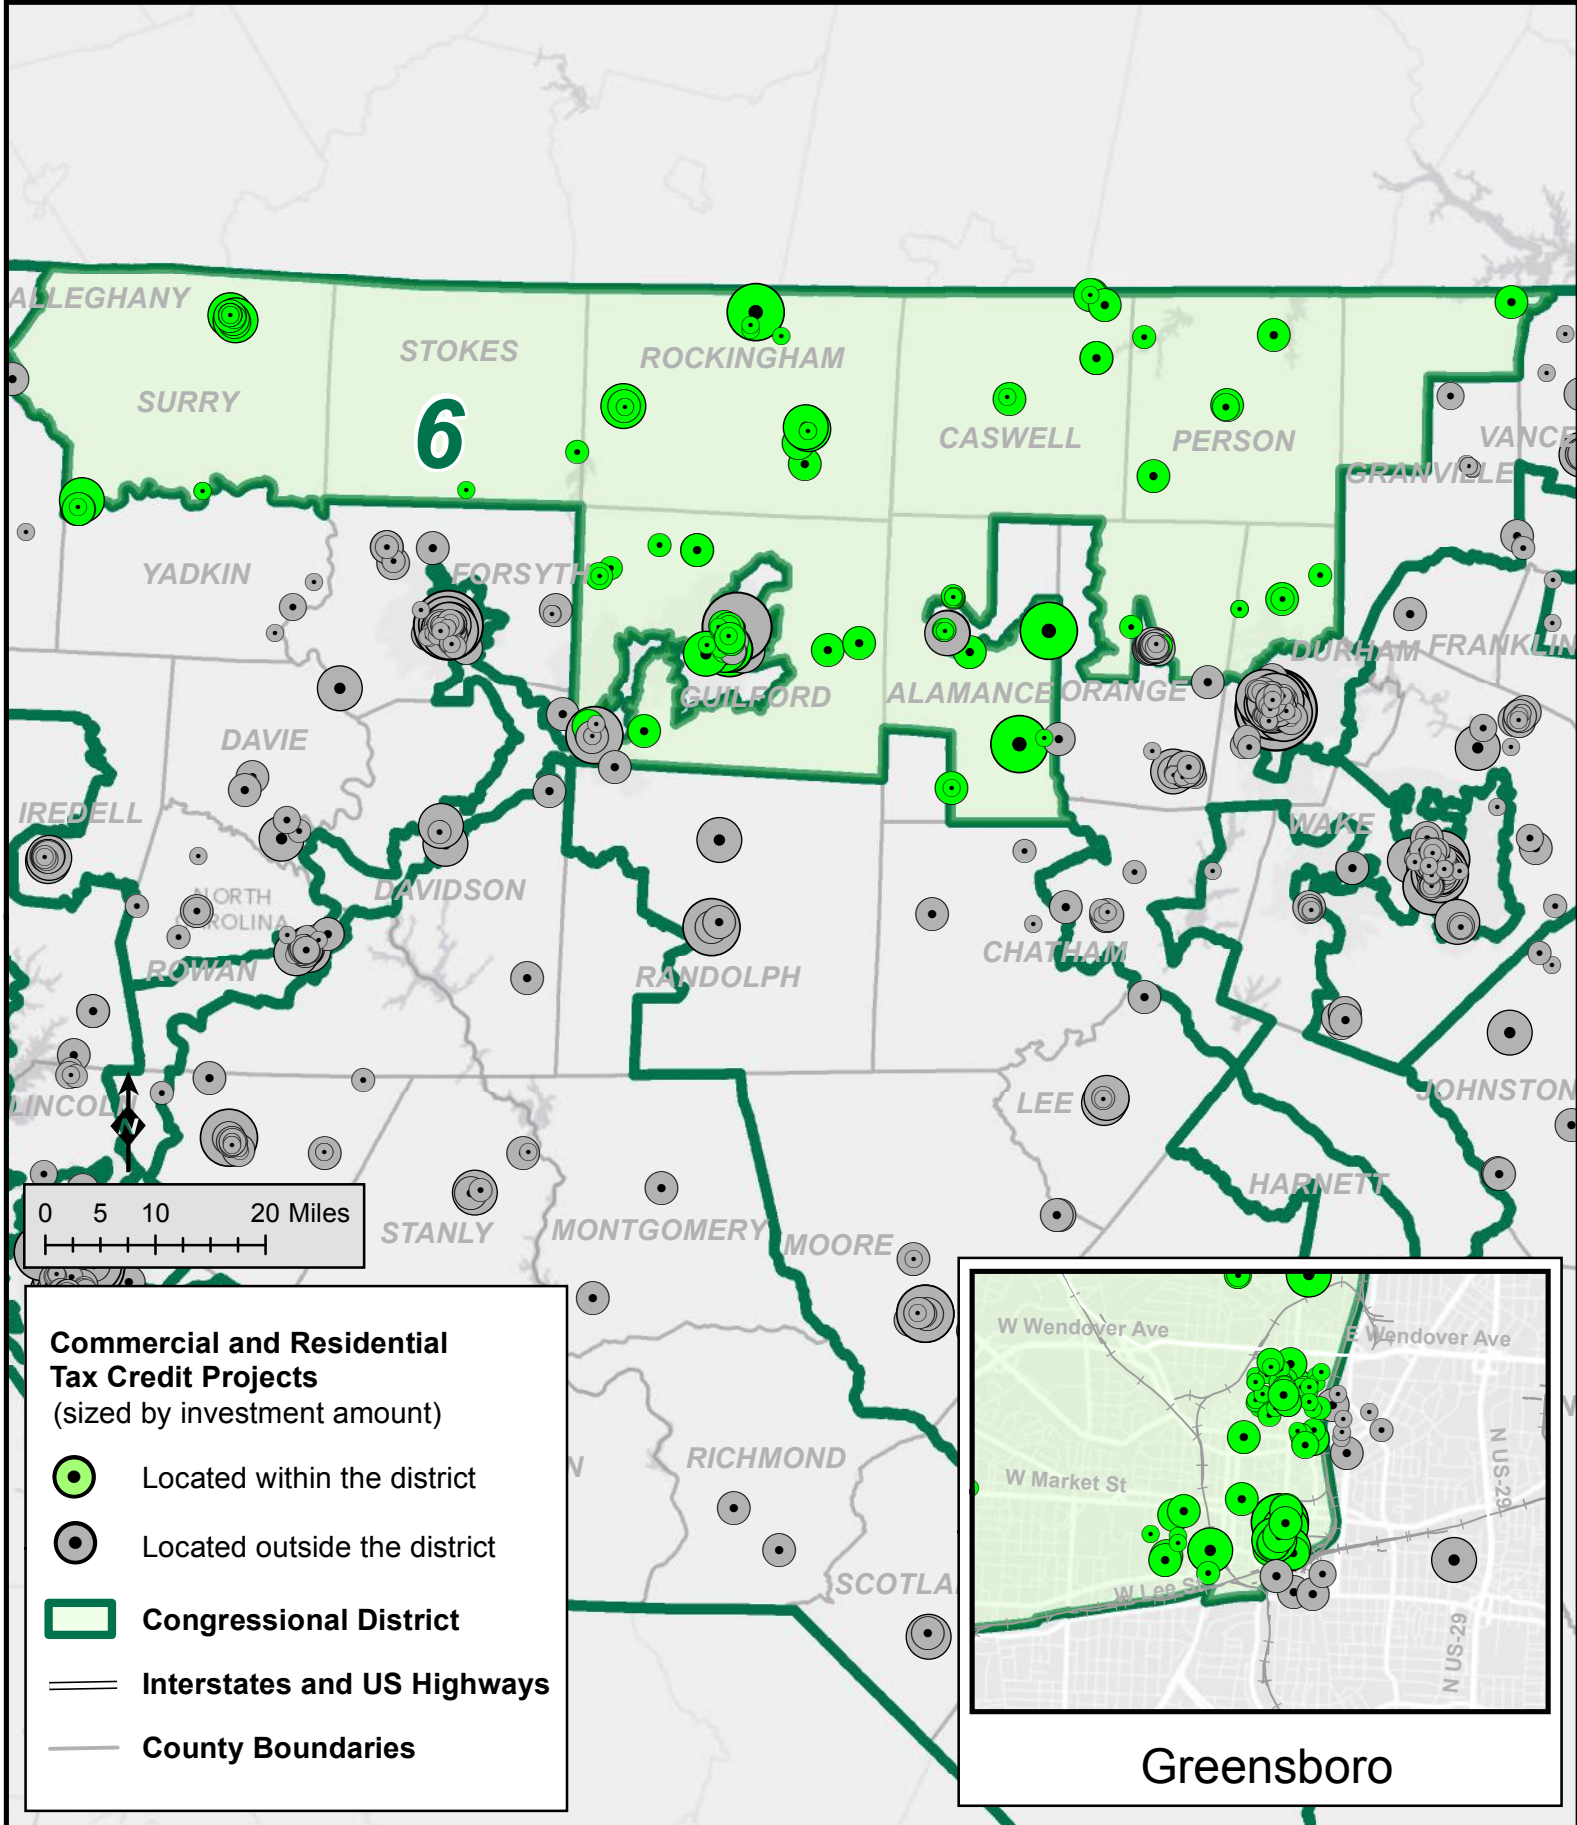 ALLEGHANY
STOKES
ROCKINGHAM
SURRY
6
CASWELL
PERSON
VANCE
GRANVILLE
YADKIN
FORSYTH
DURHAM
FRANKLIN
GUILFORD
ALAMANCE
ORANGE
DAVIE
IREDELL
WAKE
NORTH
CAROLINA
DAVIDSON
ROWAN
RANDOLPH
CHATHAM
LINCOLN
LEE
JOHNSTON
N
HARNETT
0 5 10 20 Miles
STANLY
MONTGOMERY
MOORE
Commercial and Residential
Tax Credit Projects
(sized by investment amount)
Located within the district
Located outside the district
Congressional District
Interstates and US Highways
County Boundaries
N
RICHMOND
SCOTLA
W Wendover Ave
E Wendover Ave
W Market St
N US-29
W Lee St
N US-29
Greensboro